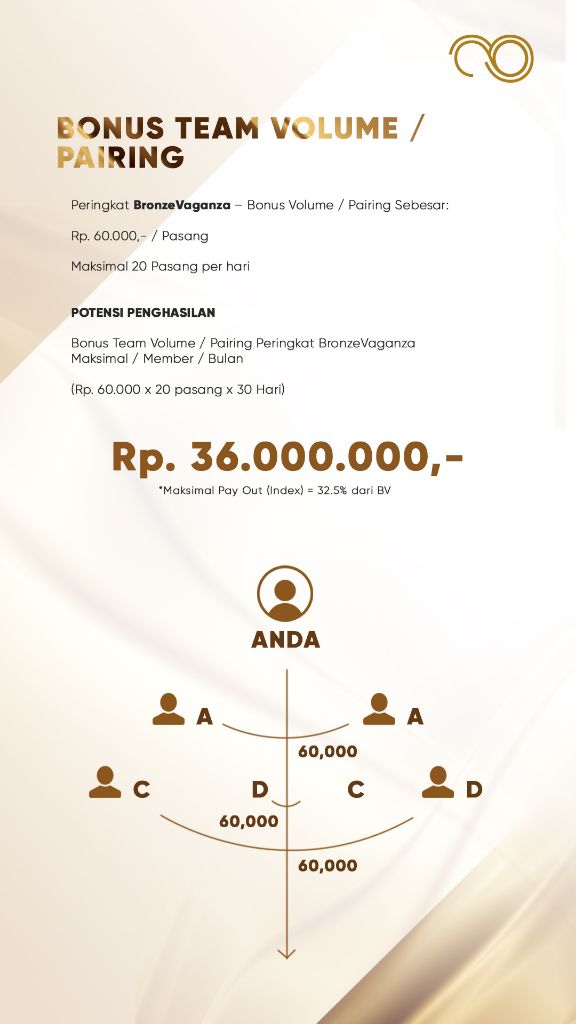 BONUS TEAM VOLUME /
PAIRING
Peringkat BronzeVaganza – Bonus Volume / Pairing Sebesar:
Rp. 60.000,- / Pasang
Maksimal 20 Pasang per hari
POTENSI PENGHASILAN
Bonus Team Volume / Pairing Peringkat BronzeVaganza
Maksimal / Member / Bulan
(Rp. 60.000 x 20 pasang x 30 Hari)
Rp. 36.000.000,-
*Maksimal Pay Out (Index) = 32.5% dari BV
ANDA
A A
60,000
C D C D
60,000
60,000